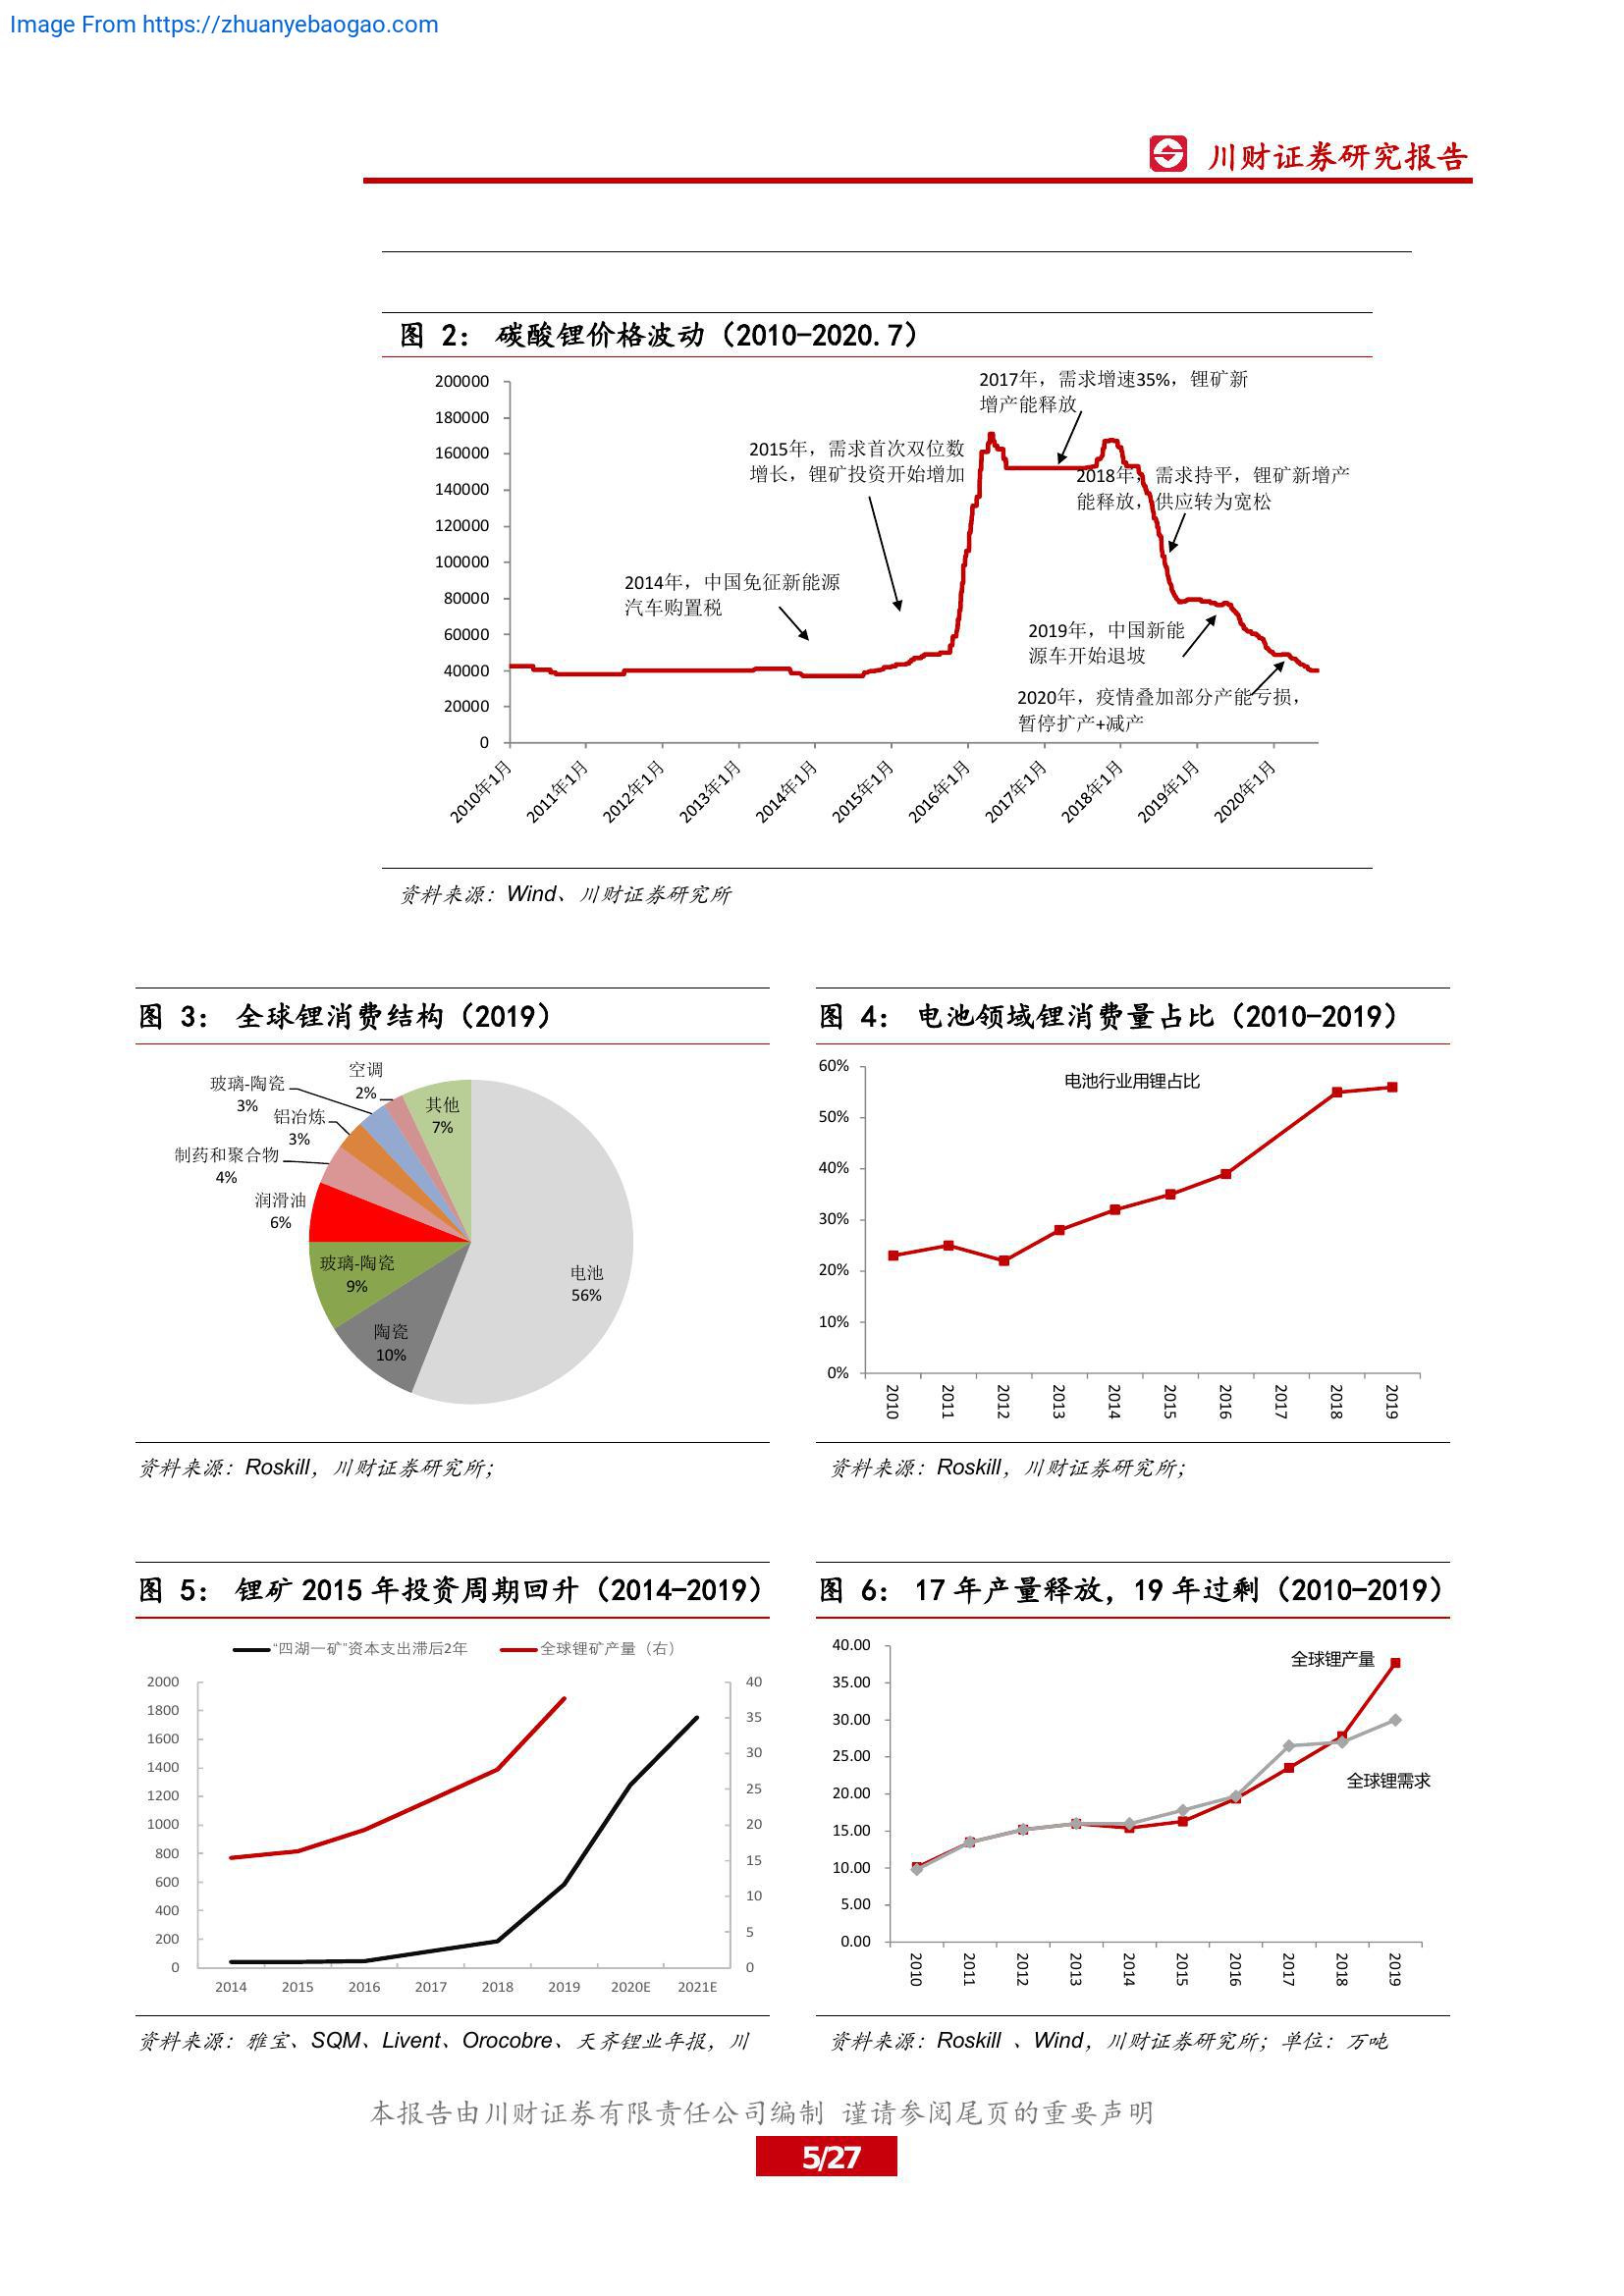 Image From https://zhuanyebaogao.com
川财证券研究报告
图 2： 碳酸锂价格波动（2010-2020.7）
200000
180000
160000
140000
120000
100000
80000
60000
40000
20000
0
2017年，需求增速35%，锂矿新
增产能释放
2015年，需求首次双位数
增长，锂矿投资开始增加
2018年，需求持平，锂矿新增产
能释放，供应转为宽松
2014年，中国免征新能源
汽车购置税
2019年，中国新能
源车开始退坡
2020年，疫情叠加部分产能亏损，
暂停扩产+减产
2010年1月
2011年1月
2012年1月
2013年1月
2014年1月
2015年1月
2016年1月
2017年1月
2018年1月
2019年1月
2020年1月
资料来源：Wind、川财证券研究所
图 3： 全球锂消费结构（2019）
空调
2%
玻璃-陶瓷
3%
其他
7%
铝冶炼
3%
制药和聚合物
4%
润滑油
6%
玻璃-陶瓷
9%
电池
56%
陶瓷
10%
资料来源：Roskill，川财证券研究所；
图 4： 电池领域锂消费量占比（2010-2019）
电池行业用锂占比
60%
50%
40%
30%
20%
10%
0%
2010
2011
2012
2013
2014
2015
2016
2017
2018
2019
资料来源：Roskill，川财证券研究所；
图 5： 锂矿 2015 年投资周期回升（2014-2019）
“四湖一矿”资本支出滞后2年
全球锂矿产量（右）
2000
1800
1600
1400
1200
1000
800
600
400
200
0
40
35
30
25
20
15
10
5
0
2014
2015
2016
2017
2018
2019
2020E
2021E
资料来源：雅宝、SQM、Livent、Orocobre、天齐锂业年报，川
图 6： 17 年产量释放，19 年过剩（2010-2019）
40.00
35.00
30.00
25.00
20.00
15.00
10.00
5.00
0.00
全球锂产量
全球锂需求
2010
2011
2012
2013
2014
2015
2016
2017
2018
2019
资料来源：Roskill 、Wind，川财证券研究所；单位：万吨
本报告由川财证券有限责任公司编制 谨请参阅尾页的重要声明
5/27